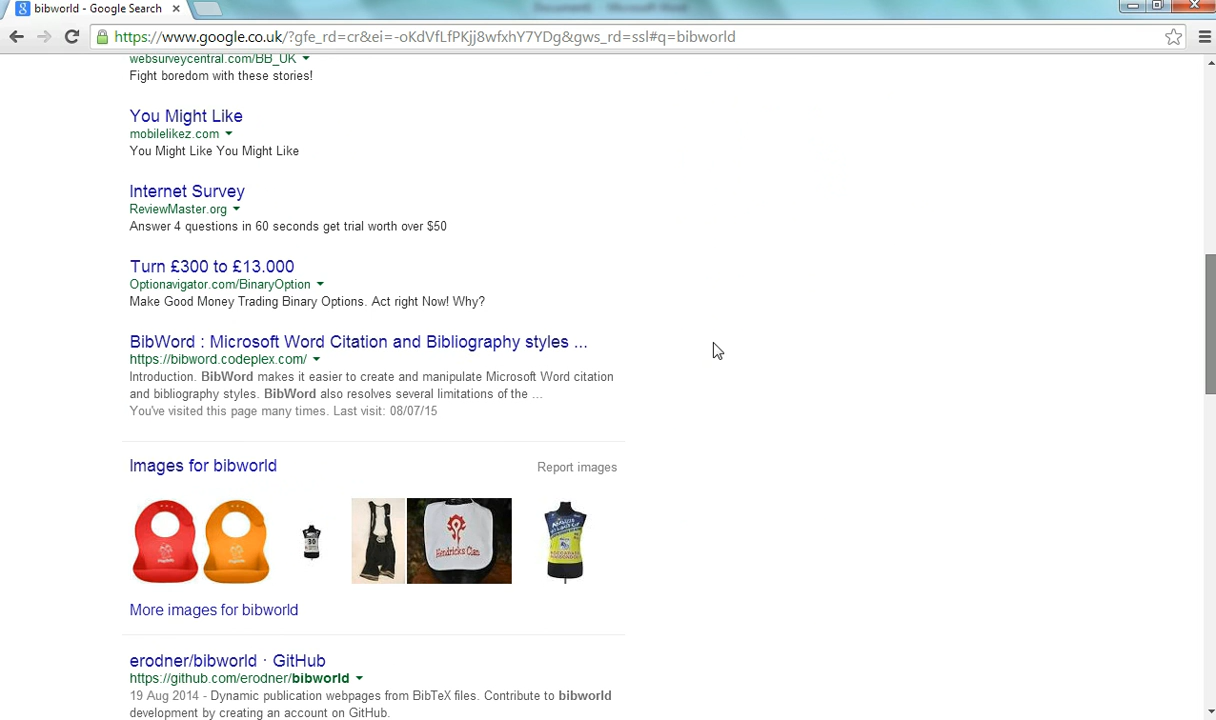 bibworld - Google Search
Document1 - Microsoft Word
https://www.google.co.uk/?gfe_rd=cr&ei=-oKdVfLfPKjj8wfxhY7YDg&gws_rd=ssl#q=bibworld
websurveycentral.com/BB_UK
Fight boredom with these stories!
You Might Like
mobilelikez.com
You Might Like You Might Like
Internet Survey
ReviewMaster.org
Answer 4 questions in 60 seconds get trial worth over $50
Turn £300 to £13.000
Optionavigator.com/BinaryOption
Make Good Money Trading Binary Options. Act right Now! Why?
BibWord : Microsoft Word Citation and Bibliography styles ...
https://bibword.codeplex.com/
Introduction. BibWord makes it easier to create and manipulate Microsoft Word citation
and bibliography styles. BibWord also resolves several limitations of the ...
You've visited this page many times. Last visit: 08/07/15
Images for bibworld
Report images
30
Hendricks Clan
More images for bibworld
erodner/bibworld · GitHub
https://github.com/erodner/bibworld
19 Aug 2014 - Dynamic publication webpages from BibTeX files. Contribute to bibworld
development by creating an account on GitHub.